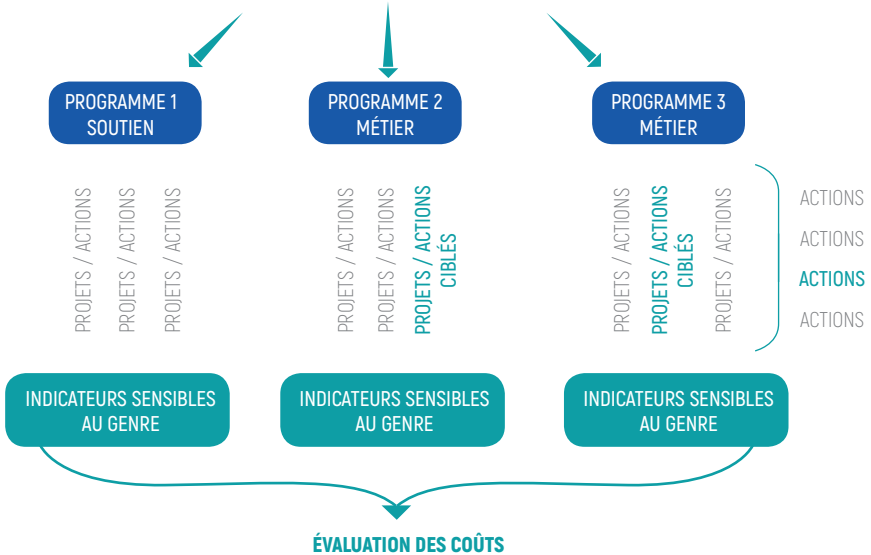 PROGRAMME 1
SOUTIEN
PROGRAMME 2
MÉTIER
PROGRAMME 3
MÉTIER
PROJETS / ACTIONS
PROJETS / ACTIONS
PROJETS / ACTIONS
PROJETS / ACTIONS
PROJETS / ACTIONS
PROJETS / ACTIONS
CIBLÉS
PROJETS / ACTIONS
PROJETS / ACTIONS
CIBLÉS
PROJETS / ACTIONS
ACTIONS
ACTIONS
ACTIONS
ACTIONS
INDICATEURS SENSIBLES
AU GENRE
INDICATEURS SENSIBLES
AU GENRE
INDICATEURS SENSIBLES
AU GENRE
ÉVALUATION DES COÛTS